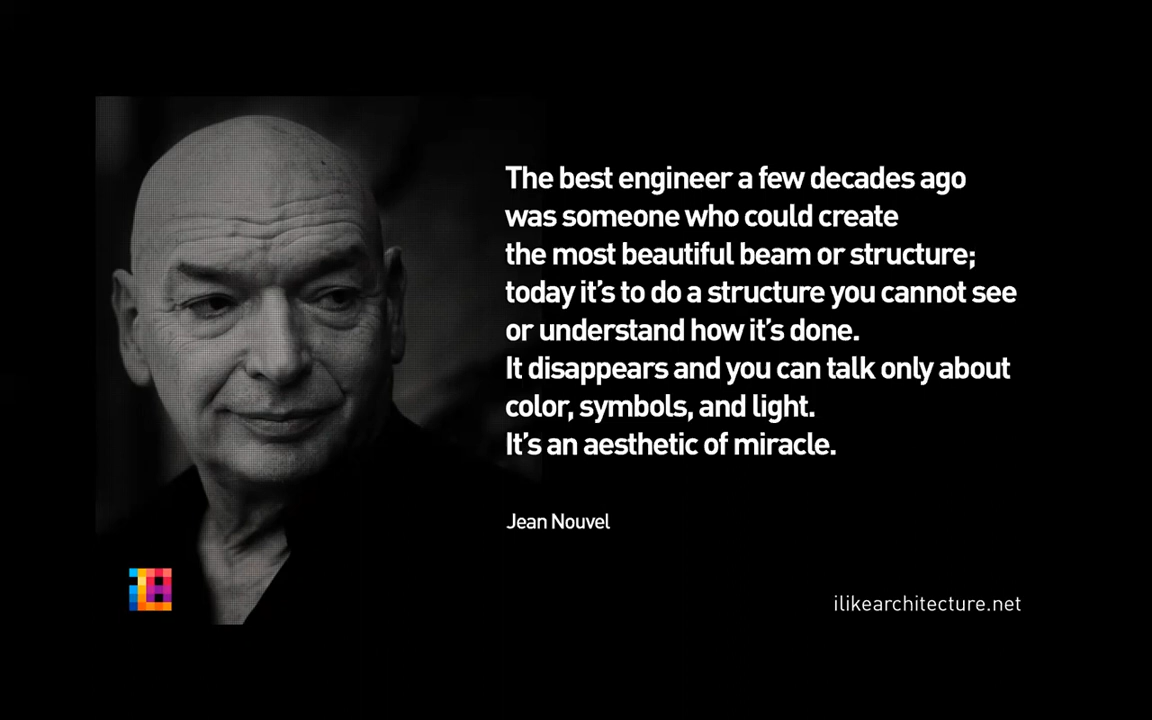 The best engineer a few decades ago
was someone who could create
the most beautiful beam or structure;
today it's to do a structure you cannot see
or understand how it's done.
It disappears and you can talk only about
color, symbols, and light.
It's an aesthetic of miracle.
Jean Nouvel
ilikearchitecture.net